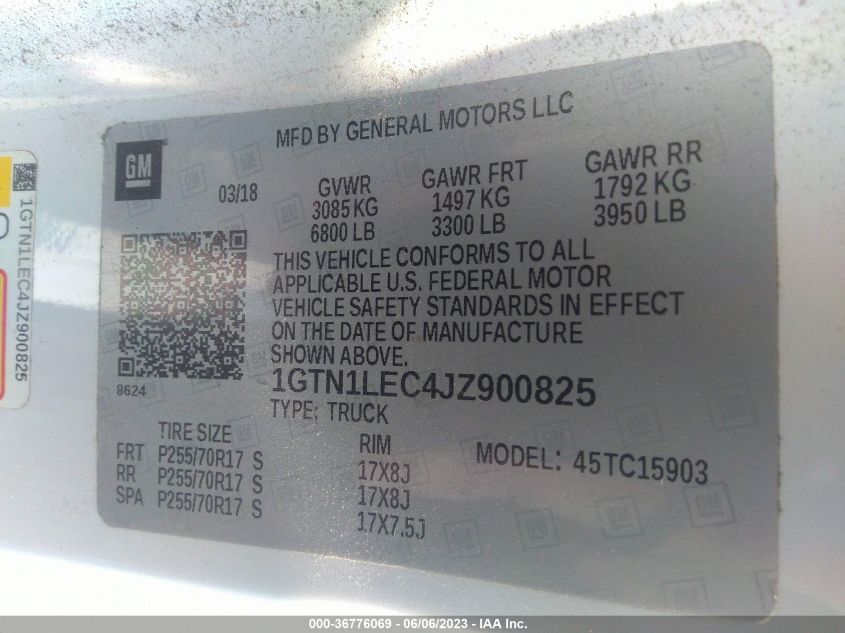 MFD BY GENERAL MOTORS LLC
GM
03/18
GVWR
3085 KG
6800 LB
GAWR FRT
1497 KG
3300 LB
GAWR RR
1792 KG
3950 LB
THIS VEHICLE CONFORMS TO ALL
APPLICABLE U.S. FEDERAL MOTOR
VEHICLE SAFETY STANDARDS IN EFFECT
ON THE DATE OF MANUFACTURE
SHOWN ABOVE.
8624
1GTN1LEC4JZ900825
TYPE: TRUCK
TIRE SIZE
RIM
FRT P255/70R17 S 17X8J
RR P255/70R17 S 17X8J
SPA P255/70R17 S 17X7.5J
MODEL: 45TC15903
1GTN1LEC4JZ900825
000-36776069 - 06/06/2023 - IAA Inc.